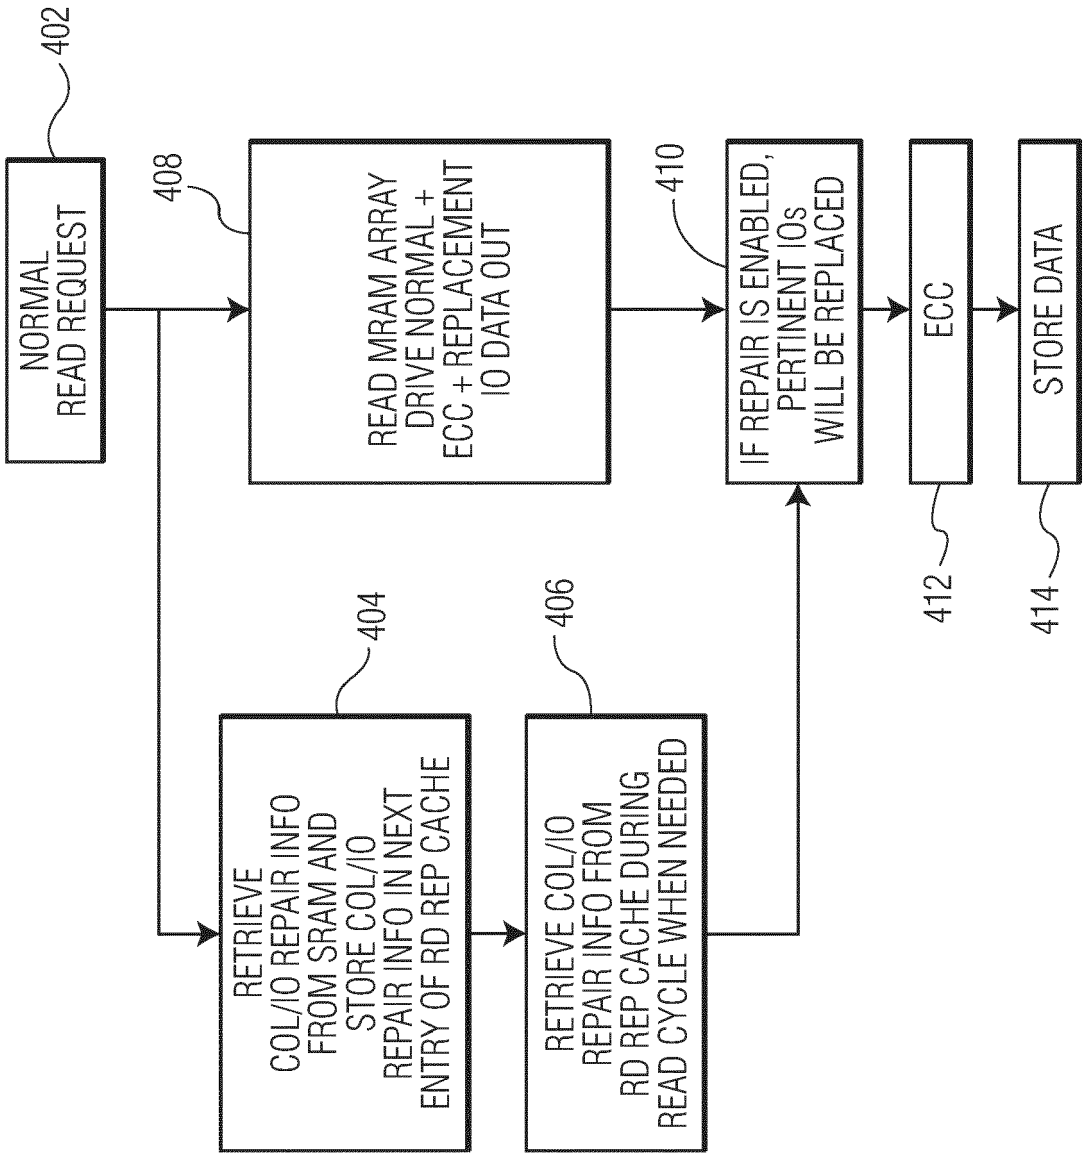 NORMAL
READ REQUEST
402
RETRIEVE
COL/IO REPAIR INFO
FROM SRAM AND
STORE COL/IO
REPAIR INFO IN NEXT
ENTRY OF RD REP CACHE
404
RETRIEVE COL/IO
REPAIR INFO FROM
RD REP CACHE DURING
READ CYCLE WHEN NEEDED
406
READ MRAM ARRAY
DRIVE NORMAL +
ECC + REPLACEMENT
IO DATA OUT
408
IF REPAIR IS ENABLED,
PERTINENT IOs
WILL BE REPLACED
410
ECC
412
STORE DATA
414